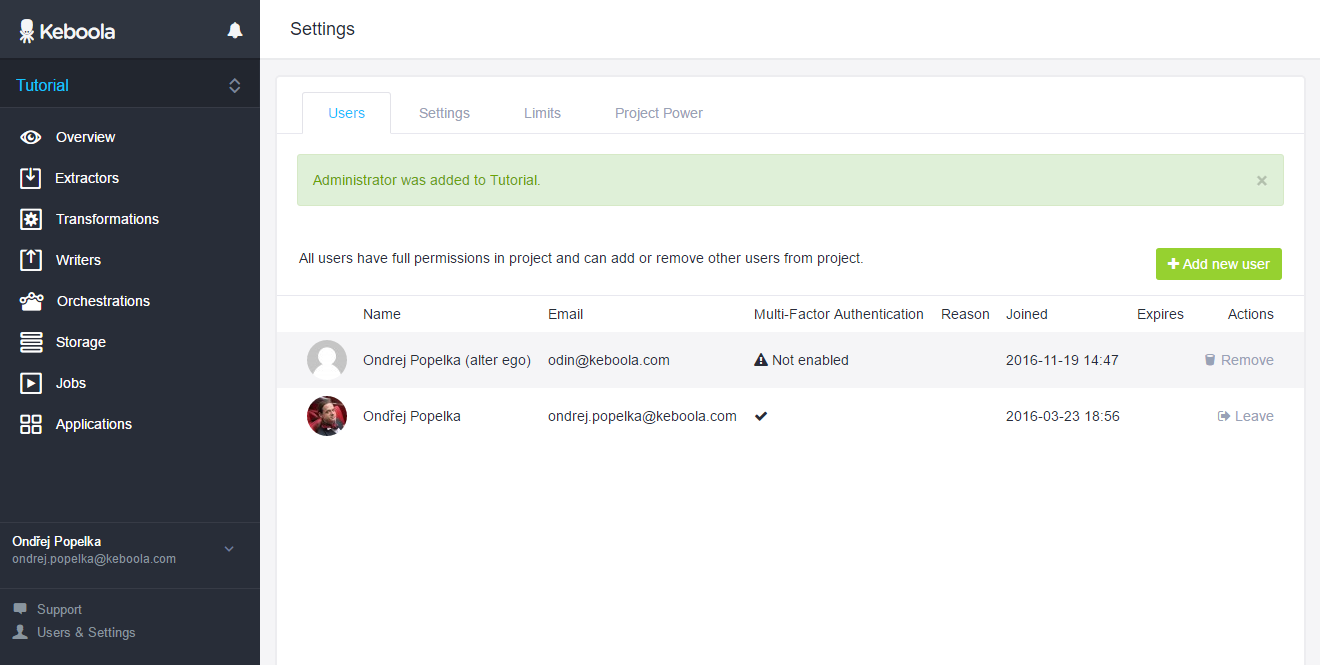 Keboola
Settings
Tutorial
Overview
Extractors
Transformations
Writers
Orchestrations
Storage
Jobs
Applications
Ondřej Popelka
ondrej.popelka@keboola.com
Support
Users & Settings
Users Settings Limits Project Power
Administrator was added to Tutorial. ×
All users have full permissions in project and can add or remove other users from project.
+ Add new user
Name Email Multi-Factor Authentication Reason Joined Expires Actions
Ondrej Popelka (alter ego) odin@keboola.com Not enabled 2016-11-19 14:47 Remove
Ondřej Popelka ondrej.popelka@keboola.com ✔ 2016-03-23 18:56 Leave